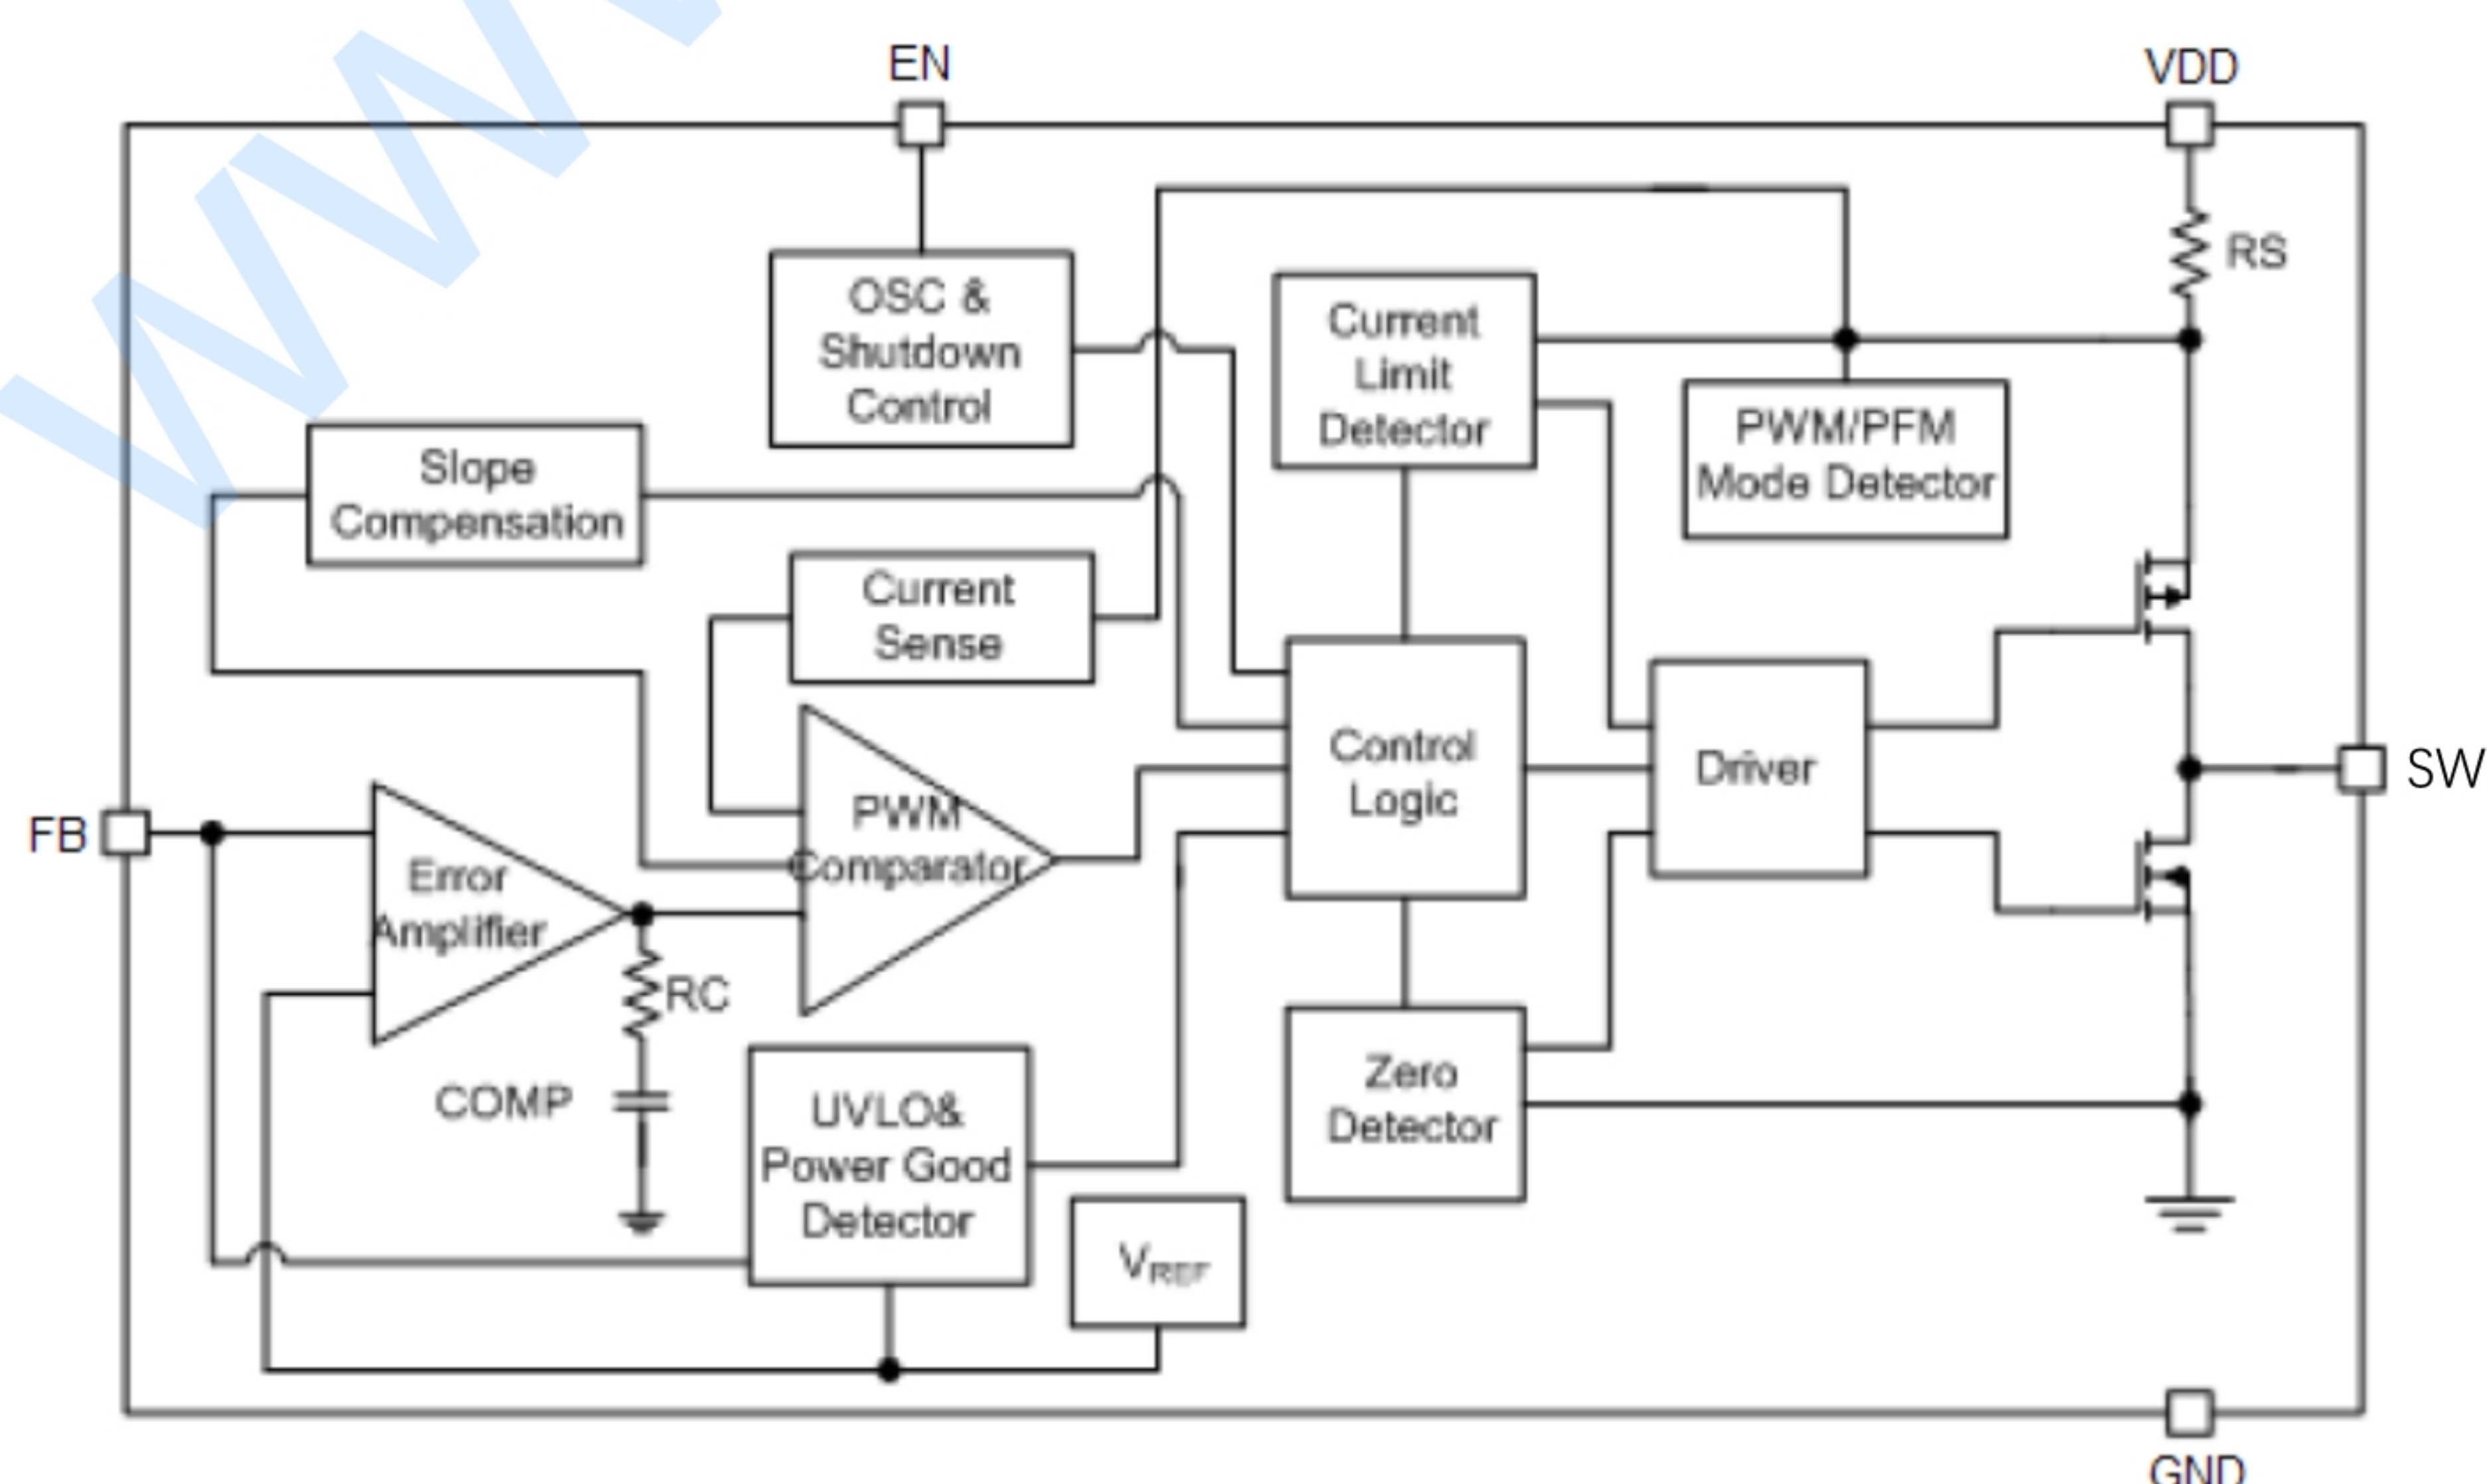 EN
VDD
RS
OSC &
Shutdown
Control
Current
Limit
Detector
PWM/PFM
Mode Detector
Slope
Compensation
Current
Sense
Control
Logic
Driver
SW
FB
Error
Amplifier
PWM
Comparator
RC
COMP
UVLO&
Power Good
Detector
Zero
Detector
VREF
GND
WW